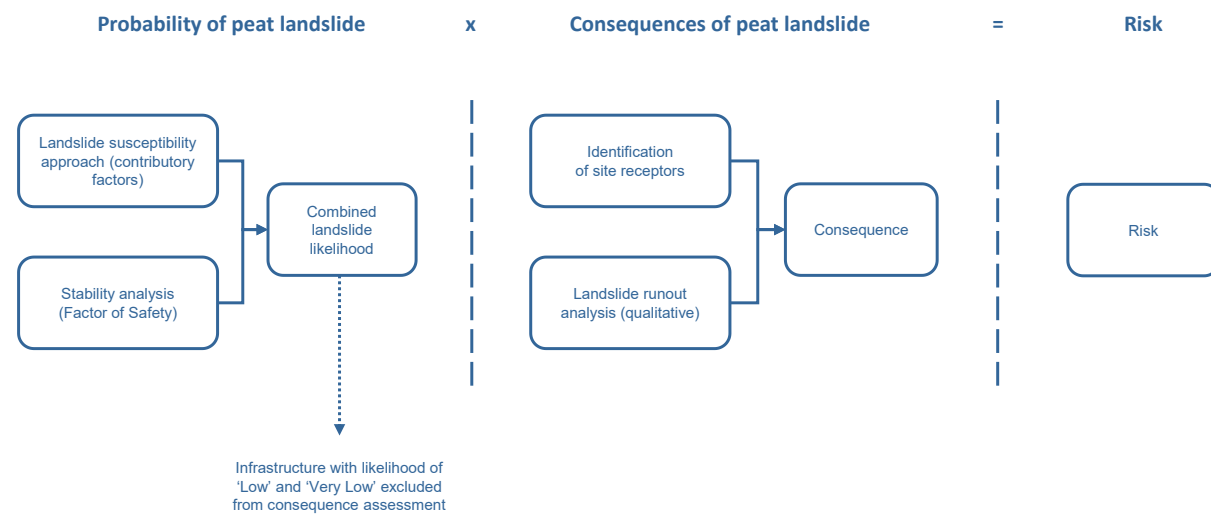 Probability of peat landslide x Consequences of peat landslide = Risk
Landslide susceptibility
approach (contributory
factors)
Stability analysis
(Factor of Safety)
Combined
landslide
likelihood
Infrastructure with likelihood of
‘Low’ and ‘Very Low’ excluded
from consequence assessment
Identification
of site receptors
Landslide runout
analysis (qualitative)
Consequence
Risk